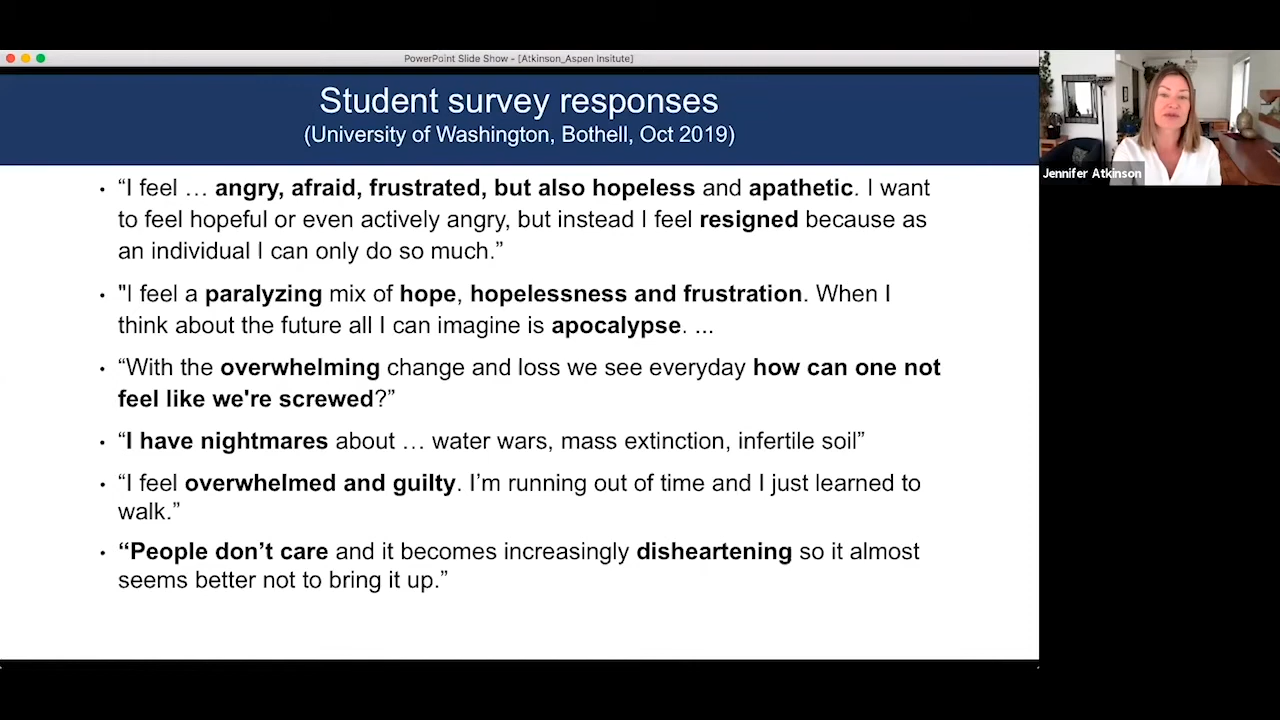 PowerPoint Slide Show - [Atkinson_Aspen Insitute]
Student survey responses
(University of Washington, Bothell, Oct 2019)
Jennifer Atkinson
• “I feel … angry, afraid, frustrated, but also hopeless and apathetic. I want
to feel hopeful or even actively angry, but instead I feel resigned because as
an individual I can only do so much.”
• "I feel a paralyzing mix of hope, hopelessness and frustration. When I
think about the future all I can imagine is apocalypse. ...
• “With the overwhelming change and loss we see everyday how can one not
feel like we're screwed?”
• “I have nightmares about … water wars, mass extinction, infertile soil”
• “I feel overwhelmed and guilty. I’m running out of time and I just learned to
walk.”
• “People don’t care and it becomes increasingly disheartening so it almost
seems better not to bring it up.”